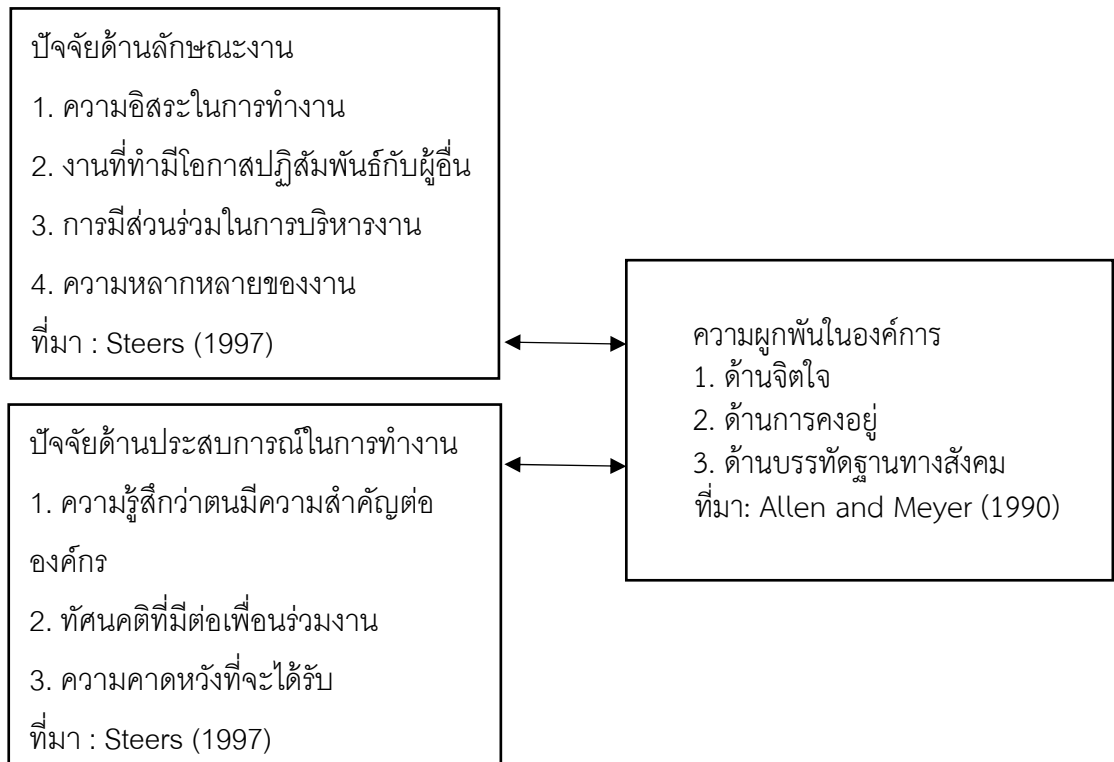 ปัจจัยด้านลักษณะงาน
1. ความอิสระในการทำงาน
2. งานที่ทำมีโอกาสปฏิสัมพันธ์กับผู้อื่น
3. การมีส่วนร่วมในการบริหารงาน
4. ความหลากหลายของงาน
ที่มา : Steers (1997)
ปัจจัยด้านประสบการณ์ในการทำงาน
1. ความรู้สึกว่าตนมีความสำคัญต่อ
องค์กร
2. ทัศนคติที่มีต่อเพื่อนร่วมงาน
3. ความคาดหวังที่จะได้รับ
ที่มา : Steers (1997)
ความผูกพันในองค์การ
1. ด้านจิตใจ
2. ด้านการคงอยู่
3. ด้านบรรทัดฐานทางสังคม
ที่มา: Allen and Meyer (1990)